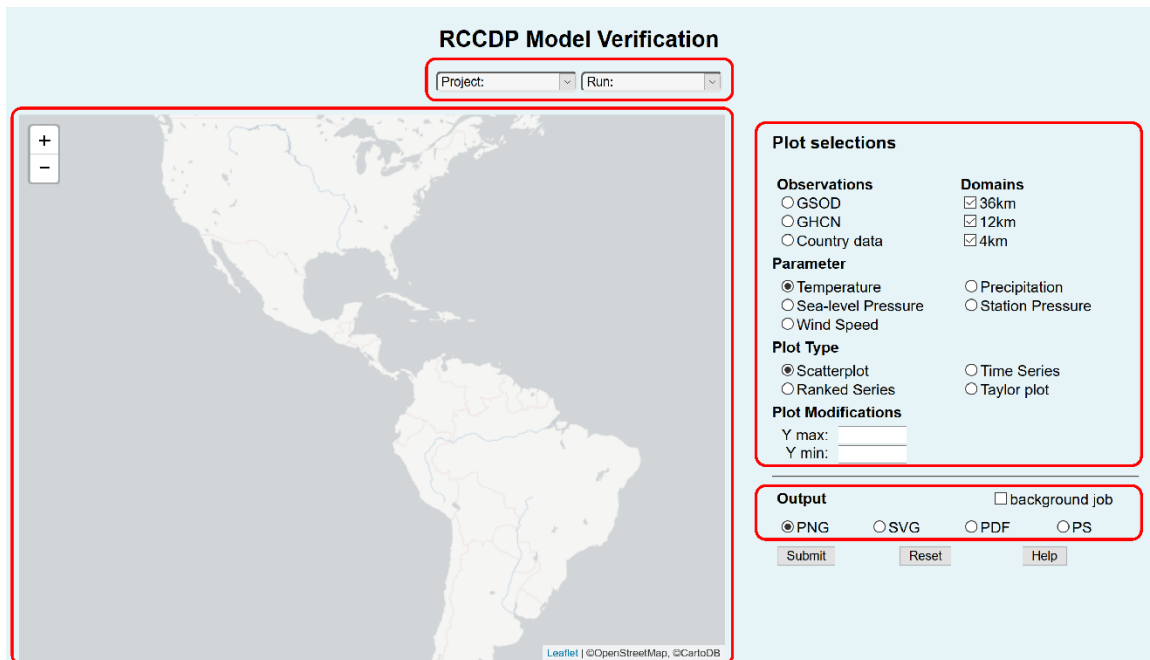 RCCDP Model Verification
Project: Run:
+
−
Plot selections
Observations Domains
GSOD 36km
GHCN 12km
Country data 4km
Parameter
Temperature Precipitation
Sea-level Pressure Station Pressure
Wind Speed
Plot Type
Scatterplot Time Series
Ranked Series Taylor plot
Plot Modifications
Y max:
Y min:
Output background job
PNG SVG PDF PS
Submit Reset Help
Leaflet | ©OpenStreetMap, ©CartoDB